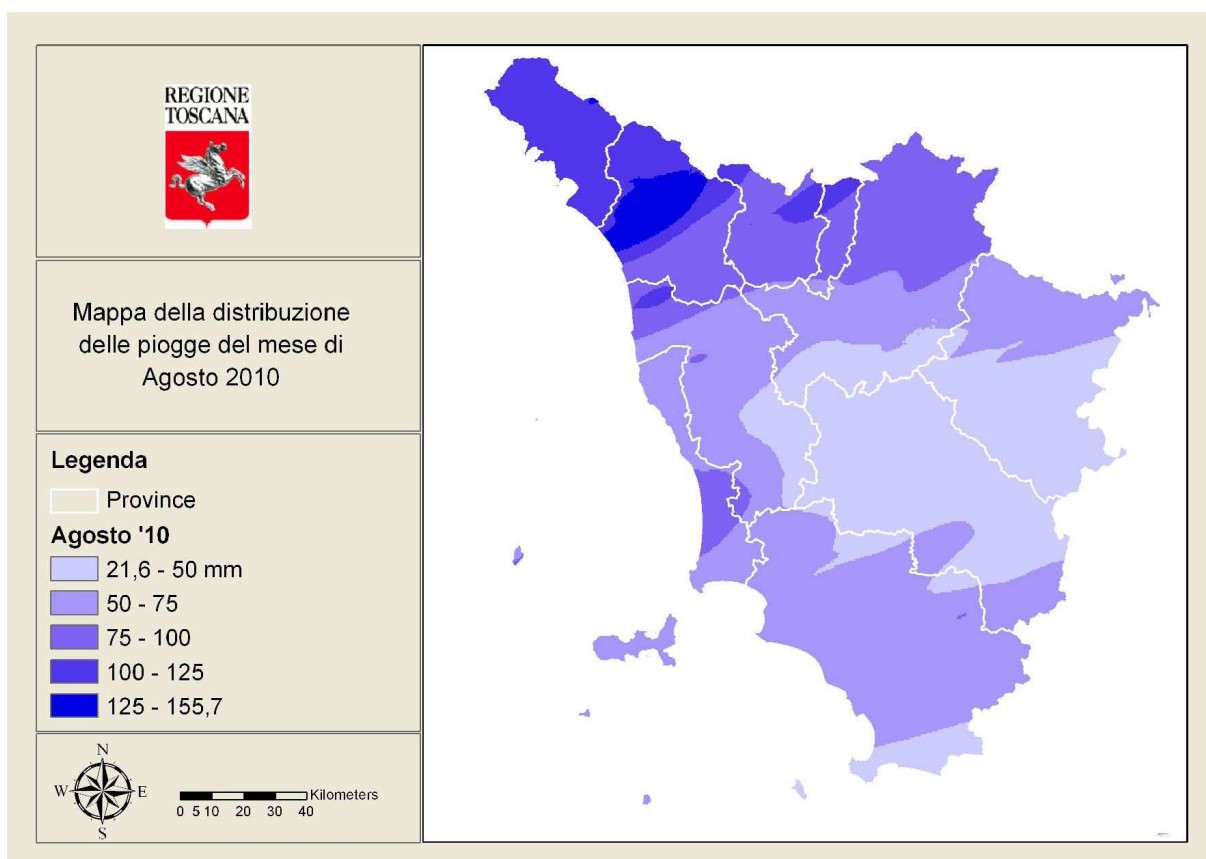 REGIONE
TOSCANA
Mappa della distribuzione
delle piogge del mese di
Agosto 2010
Legenda
Province
Agosto '10
21,6 - 50 mm
50 - 75
75 - 100
100 - 125
125 - 155,7
N
W
E
S
Kilometers
0 5 10 20 30 40